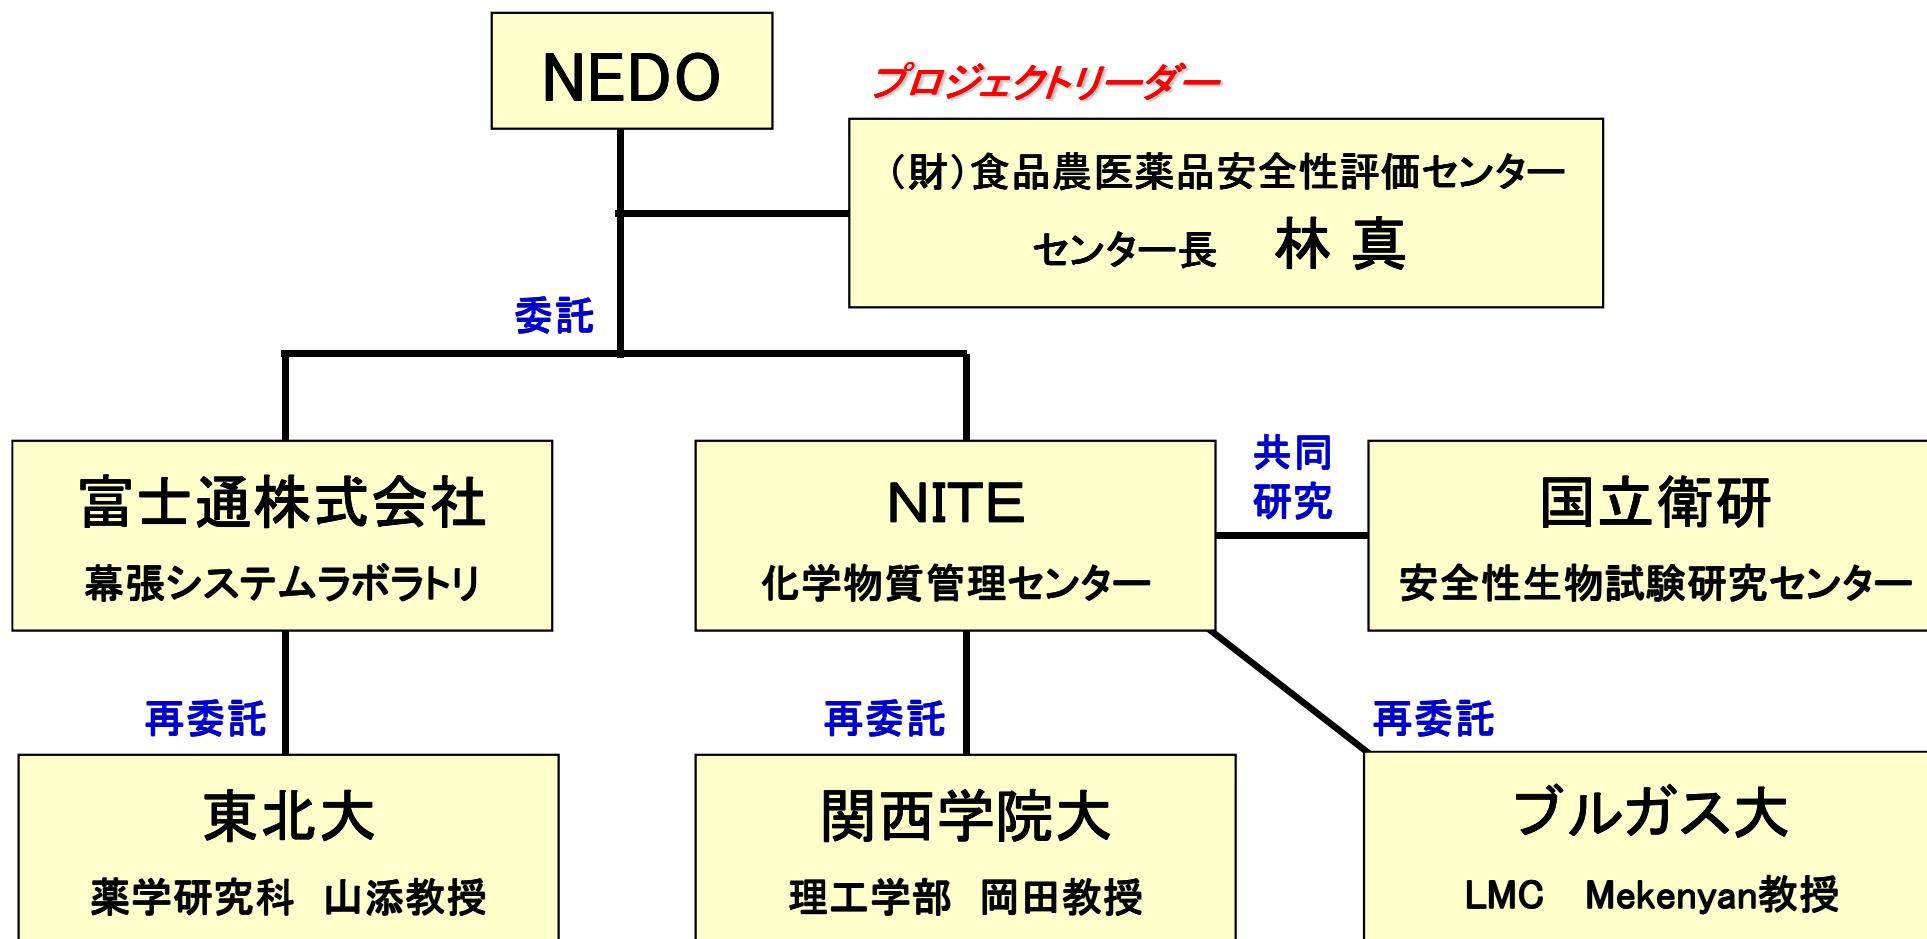 NEDO
プロジェクトリーダー
（財）食品農医薬品安全性評価センター
センター長　林 真
委託
富士通株式会社
幕張システムラボラトリ
NITE
化学物質管理センター
共同
研究
国立衛研
安全性生物試験研究センター
再委託
再委託
再委託
東北大
薬学研究科　山添教授
関西学院大
理工学部　岡田教授
ブルガス大
LMC　Mekenyan教授